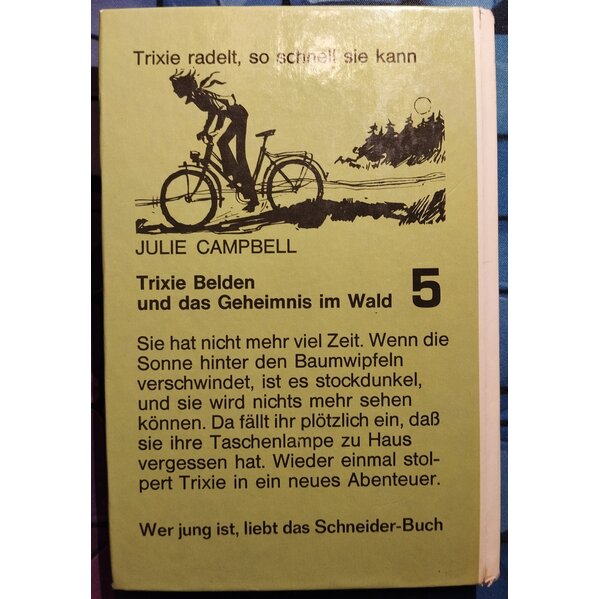 Trixie radelt, so schnell sie kann
JULIE CAMPBELL
Trixie Belden
und das Geheimnis im Wald 5
Sie hat nicht mehr viel Zeit. Wenn die
Sonne hinter den Baumwipfeln
verschwindet, ist es stockdunkel,
und sie wird nichts mehr sehen
können. Da fällt ihr plötzlich ein, daß
sie ihre Taschenlampe zu Haus
vergessen hat. Wieder einmal stol-
pert Trixie in ein neues Abenteuer.
Wer jung ist, liebt das Schneider-Buch